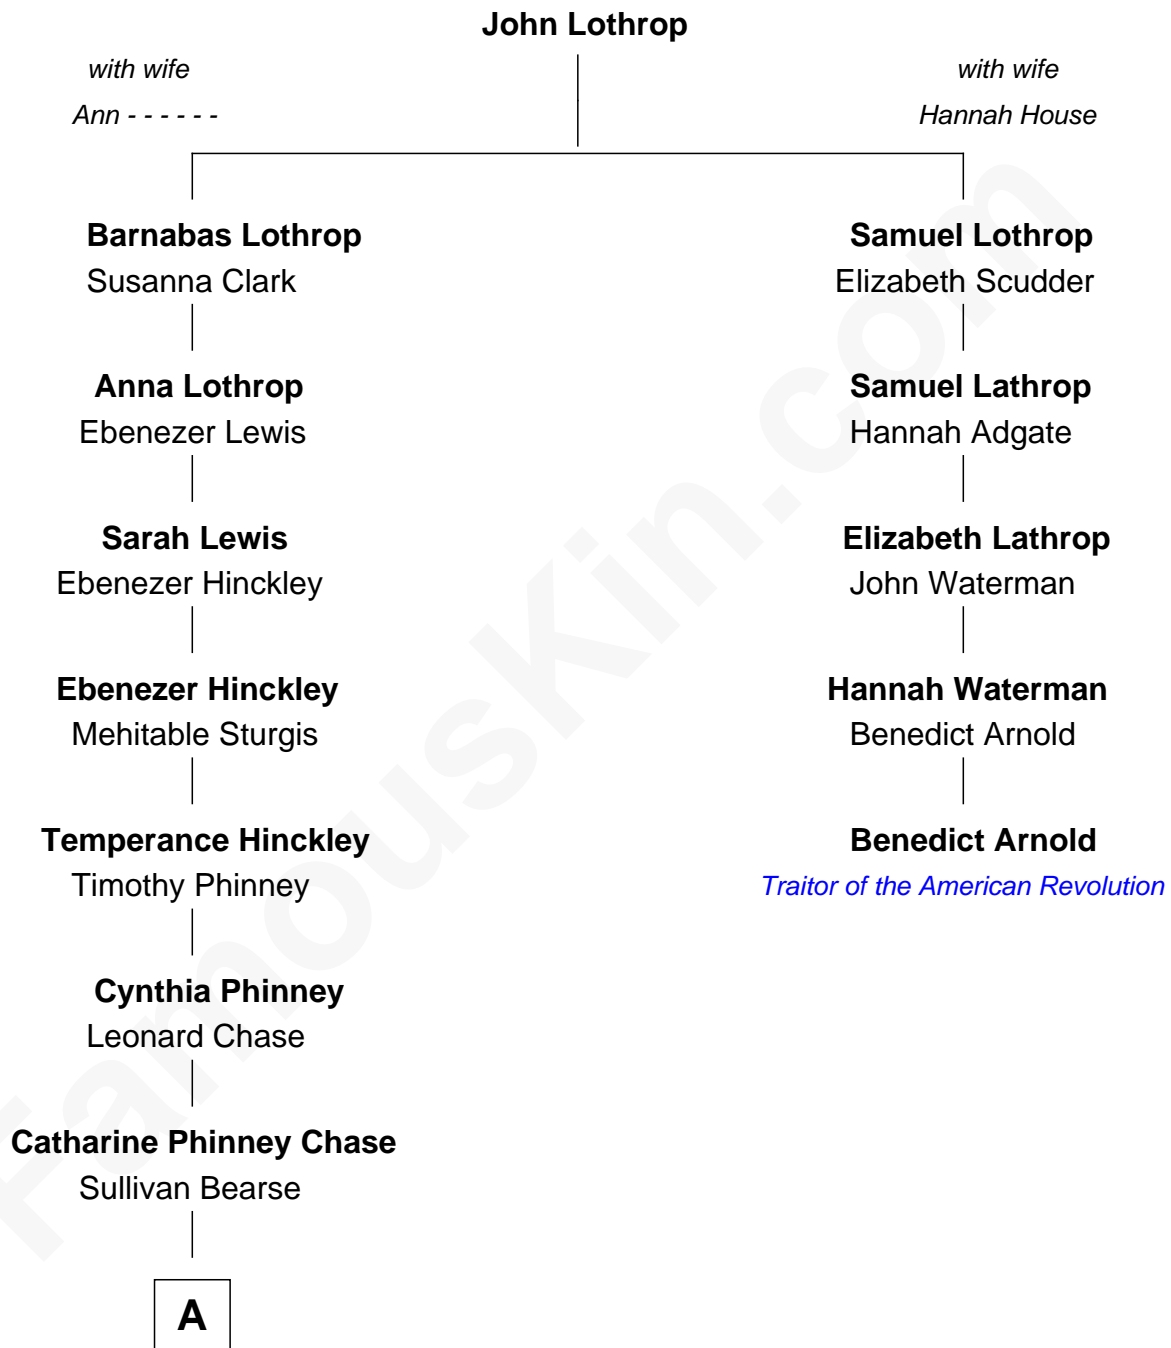 John Lothrop
with wife
Ann - - - - - -
with wife
Hannah House
Barnabas Lothrop
Susanna Clark
Samuel Lothrop
Elizabeth Scudder
Anna Lothrop
Ebenezer Lewis
Samuel Lathrop
Hannah Adgate
Sarah Lewis
Ebenezer Hinckley
Elizabeth Lathrop
John Waterman
Ebenezer Hinckley
Mehitable Sturgis
Hannah Waterman
Benedict Arnold
Temperance Hinckley
Timothy Phinney
Benedict Arnold
Traitor of the American Revolution
Cynthia Phinney
Leonard Chase
Catharine Phinney Chase
Sullivan Bearse
A
FamousKin.com